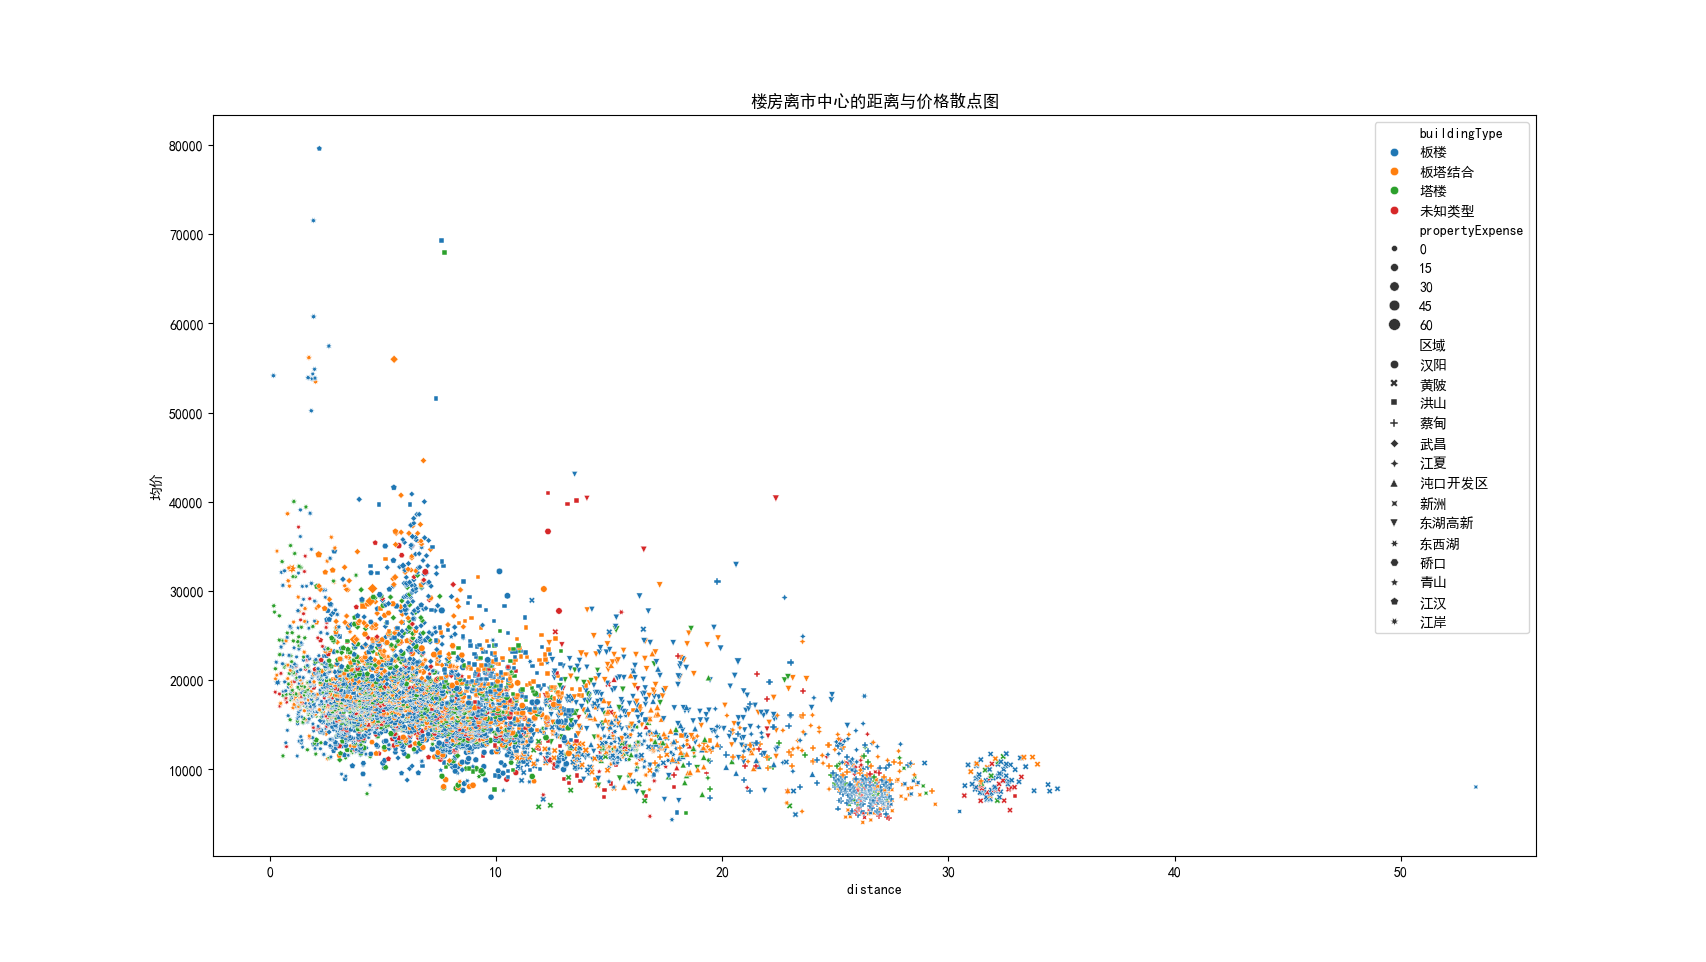 楼房离市中心的距离与价格散点图
80000
70000
60000
50000
40000
30000
20000
10000
均价
0
10
20
30
40
50
distance
buildingType
板楼
板塔结合
塔楼
未知类型
propertyExpense
0
15
30
45
60
区域
汉阳
黄陂
洪山
蔡甸
武昌
江夏
沌口开发区
新洲
东湖高新
东西湖
硚口
青山
江汉
江岸